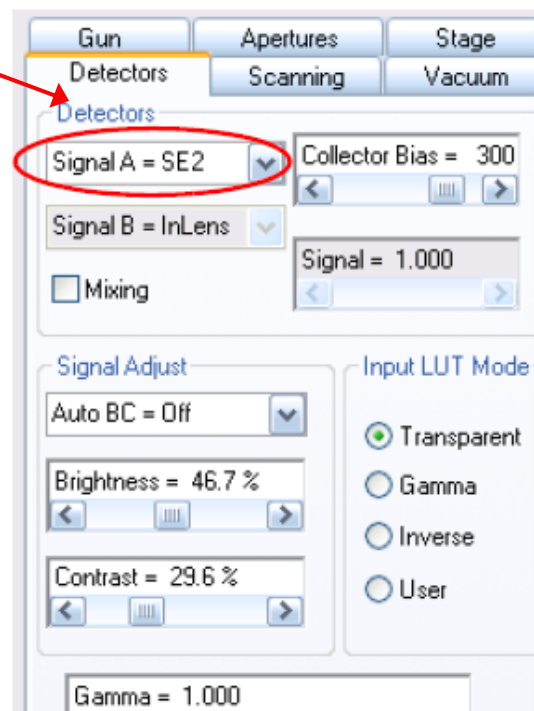 Gun Apertures Stage
Detectors Scanning Vacuum
Detectors
Signal A = SE2
Collector Bias = 300
Signal B = InLens
Signal = 1.000
Mixing
Signal Adjust
Auto BC = Off
Brightness = 46.7 %
Contrast = 29.6 %
Input LUT Mode
Transparent
Gamma
Inverse
User
Gamma = 1.000